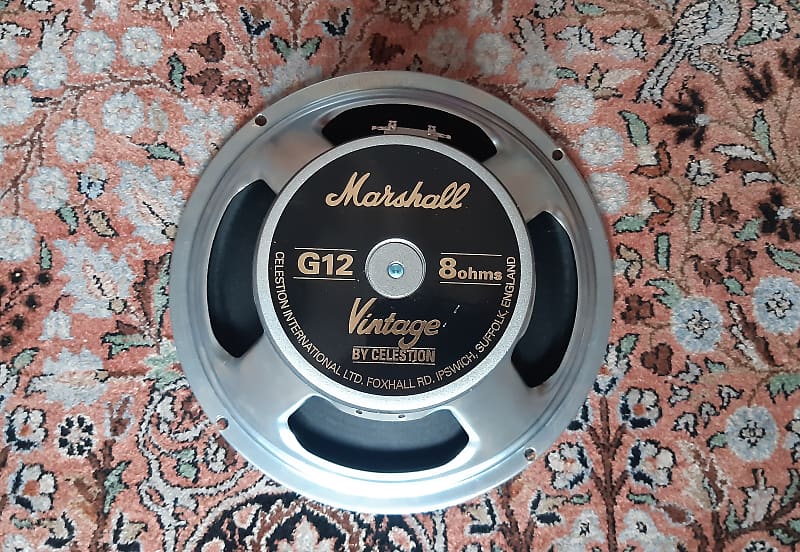 Marshall
G12
8ohms
Vintage
BY CELESTION
CELESTION INTERNATIONAL LTD, FOXHALL RD, IPSWICH, SUFFOLK, ENGLAND